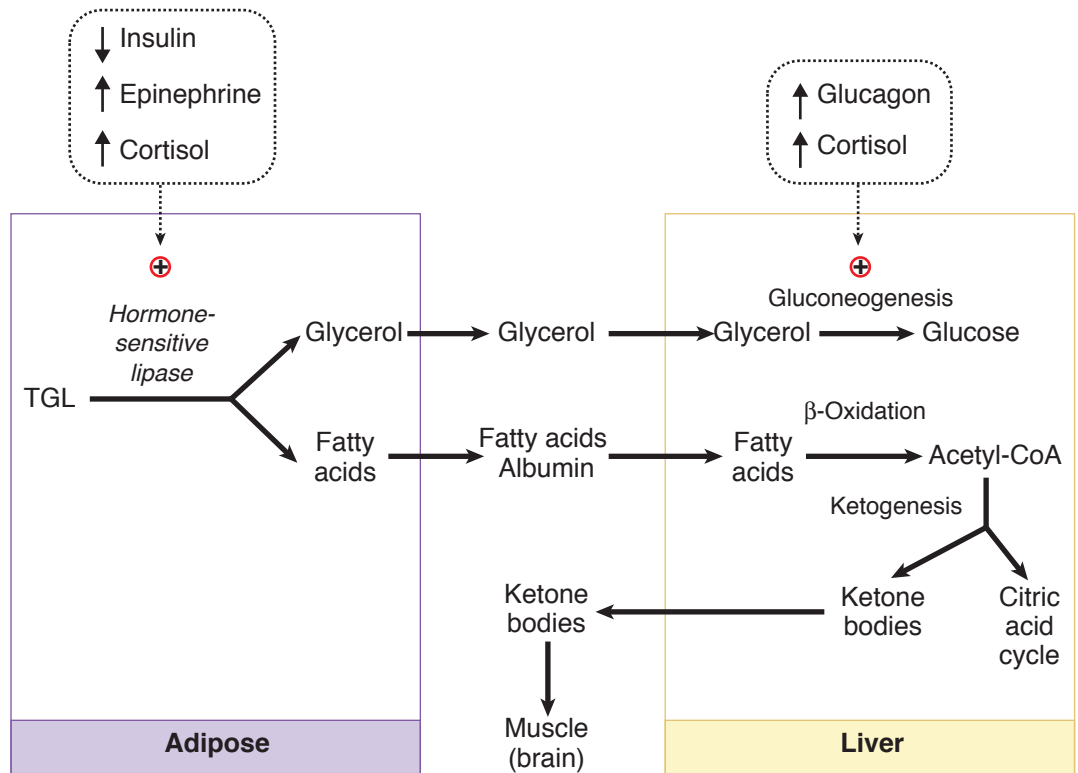 Insulin
Epinephrine
Cortisol
Glucagon
Cortisol
Hormone-
sensitive
lipase
TGL
Glycerol
Glycerol
Gluconeogenesis
Glycerol
Glucose
Fatty
acids
Fatty acids
Albumin
Fatty
acids
β-Oxidation
Acetyl-CoA
Ketogenesis
Ketone
bodies
Citric
acid
cycle
Ketone
bodies
Muscle
(brain)
Adipose
Liver